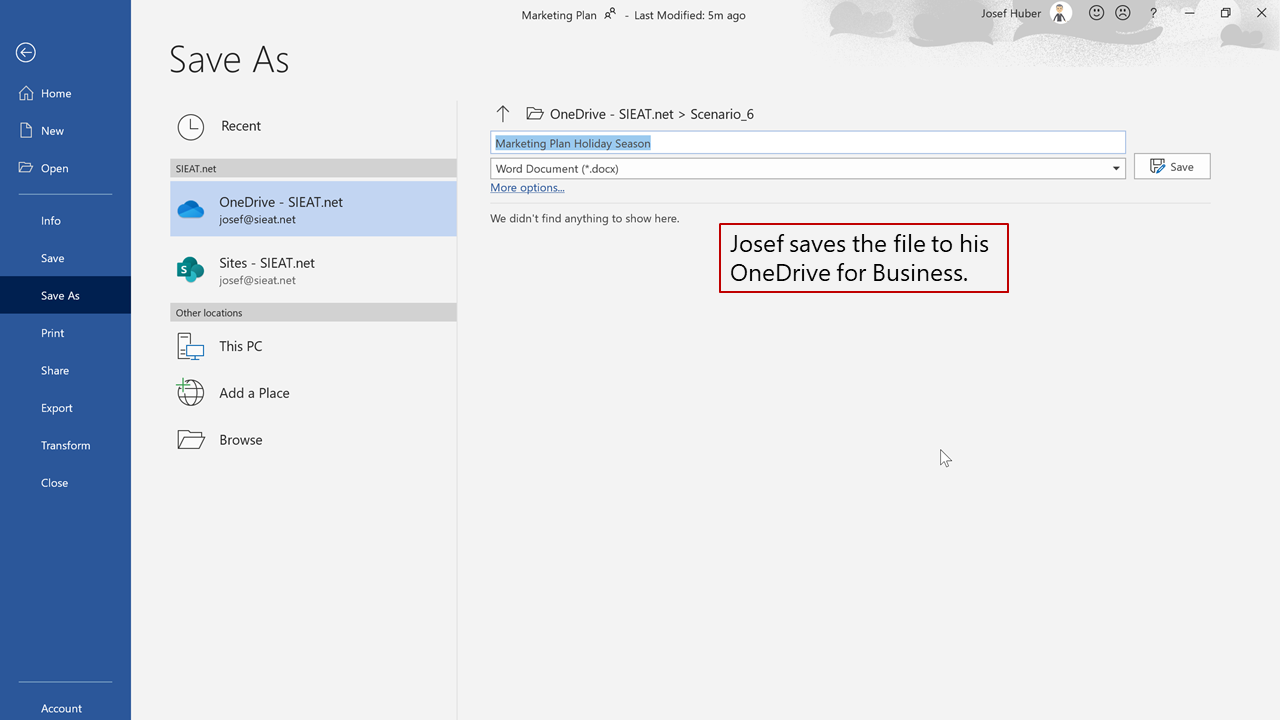 Marketing Plan - Last Modified: 5m ago
Josef Huber
?
Home
New
Open
Info
Save
Save As
Print
Share
Export
Transform
Close
Account
Save As
Recent
SIEAT.net
OneDrive - SIEAT.net
josef@sieat.net
S
Sites - SIEAT.net
josef@sieat.net
Other locations
This PC
Add a Place
Browse
OneDrive - SIEAT.net > Scenario_6
Marketing Plan Holiday Season
Word Document (*.docx)
Save
More options...
We didn't find anything to show here.
Josef saves the file to his
OneDrive for Business.